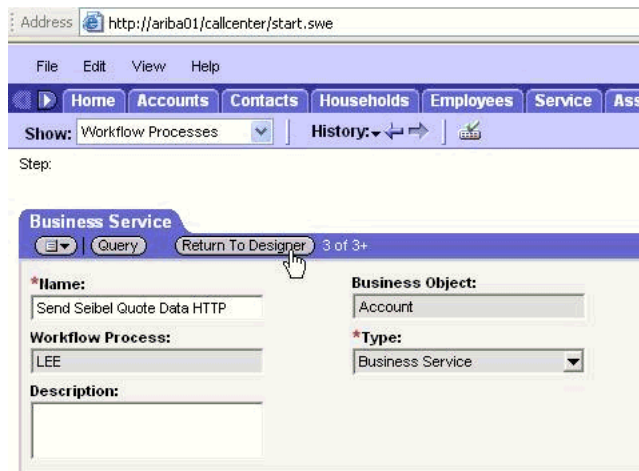 Address http://ariba01/callcenter/start.swe
File Edit View Help
Home Accounts Contacts Households Employees Service Ass
Show: Workflow Processes History:
Step:
Business Service
Query Return To Designer 3 of 3+
*Name: Business Object:
Send Seibel Quote Data HTTP Account
Workflow Process: *Type:
LEE Business Service
Description: